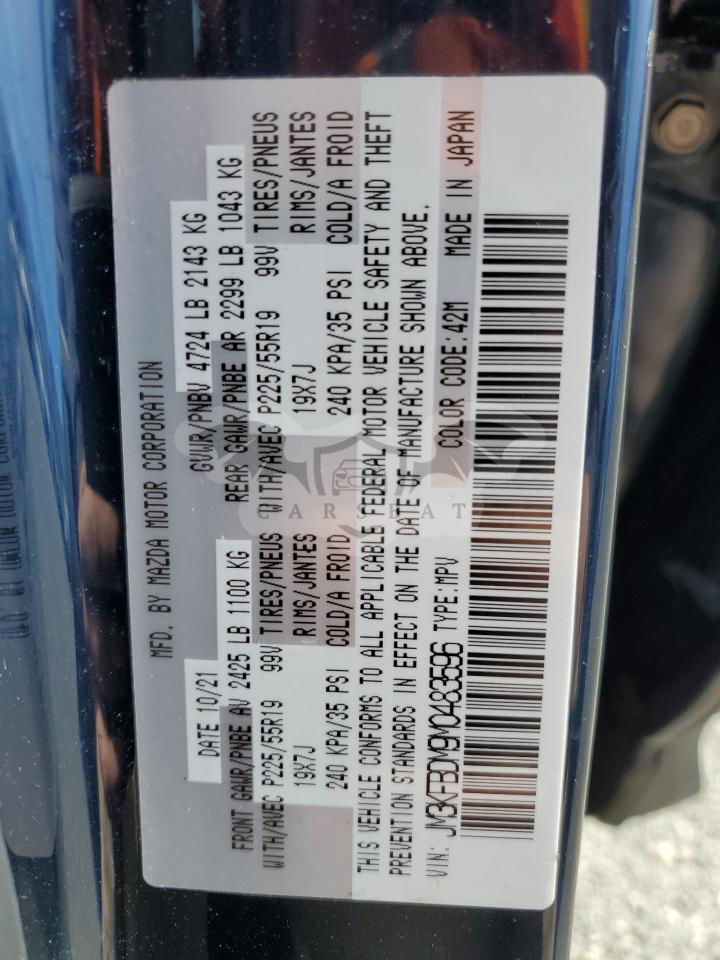 MFD. BY MAZDA MOTOR CORPORATION
DATE 10/21 GVWR/PNBV 4724 LB 2143 KG
FRONT GAWR/PNBE AV 2425 LB 1100 KG REAR GAWR/PNBE AR 2299 LB 1043 KG
WITH/AVEC P225/55R19 99V TIRES/PNEUS WITH/AVEC P225/55R19 99V TIRES/PNEUS
19X7J RIMS/JANTES 19X7J RIMS/JANTES
240 KPA/35 PSI COLD/A FROID 240 KPA/35 PSI COLD/A FROID
THIS VEHICLE CONFORMS TO ALL APPLICABLE FEDERAL MOTOR VEHICLE SAFETY AND THEFT
PREVENTION STANDARDS IN EFFECT ON THE DATE OF MANUFACTURE SHOWN ABOVE.
VIN: JM3KFBDM9M0483596 TYPE:MPV COLOR CODE:42M MADE IN JAPAN
CARSHAT